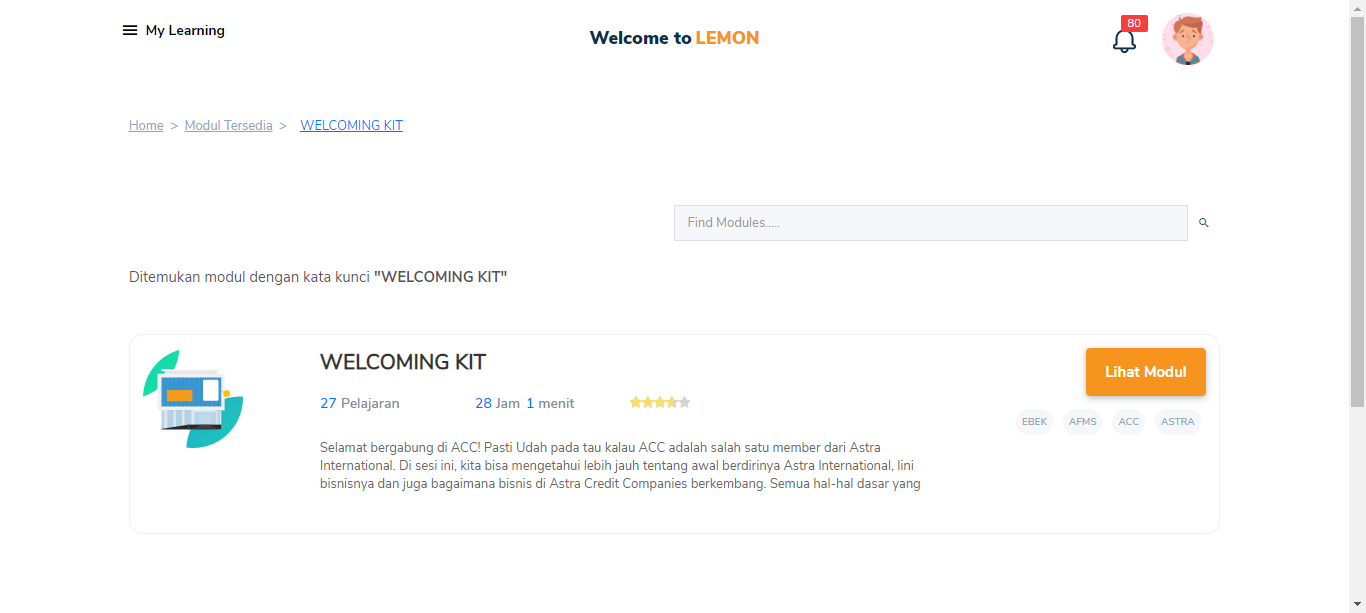 My Learning
Welcome to LEMON
80
Home > Modul Tersedia > WELCOMING KIT
Find Modules.....
Ditemukan modul dengan kata kunci "WELCOMING KIT"
WELCOMING KIT
Lihat Modul
27 Pelajaran 28 Jam 1 menit
EBEK AFMS ACC ASTRA
Selamat bergabung di ACC! Pasti Udah pada tau kalau ACC adalah salah satu member dari Astra
International. Di sesi ini, kita bisa mengetahui lebih jauh tentang awal berdirinya Astra International, lini
bisnisnya dan juga bagaimana bisnis di Astra Credit Companies berkembang. Semua hal-hal dasar yang